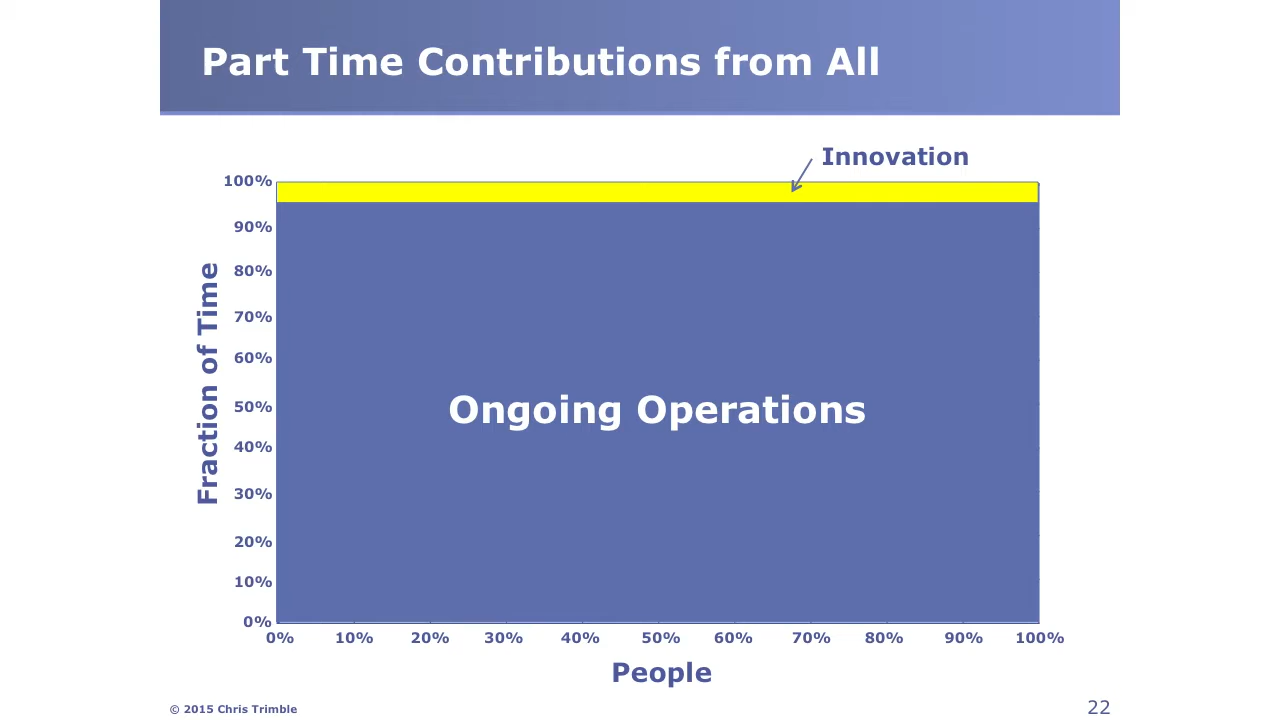 Part Time Contributions from All
Innovation
100%
90%
80%
70%
60%
50%
40%
30%
20%
10%
0%
Fraction of Time
Ongoing Operations
0% 10% 20% 30% 40% 50% 60% 70% 80% 90% 100%
People
© 2015 Chris Trimble
22